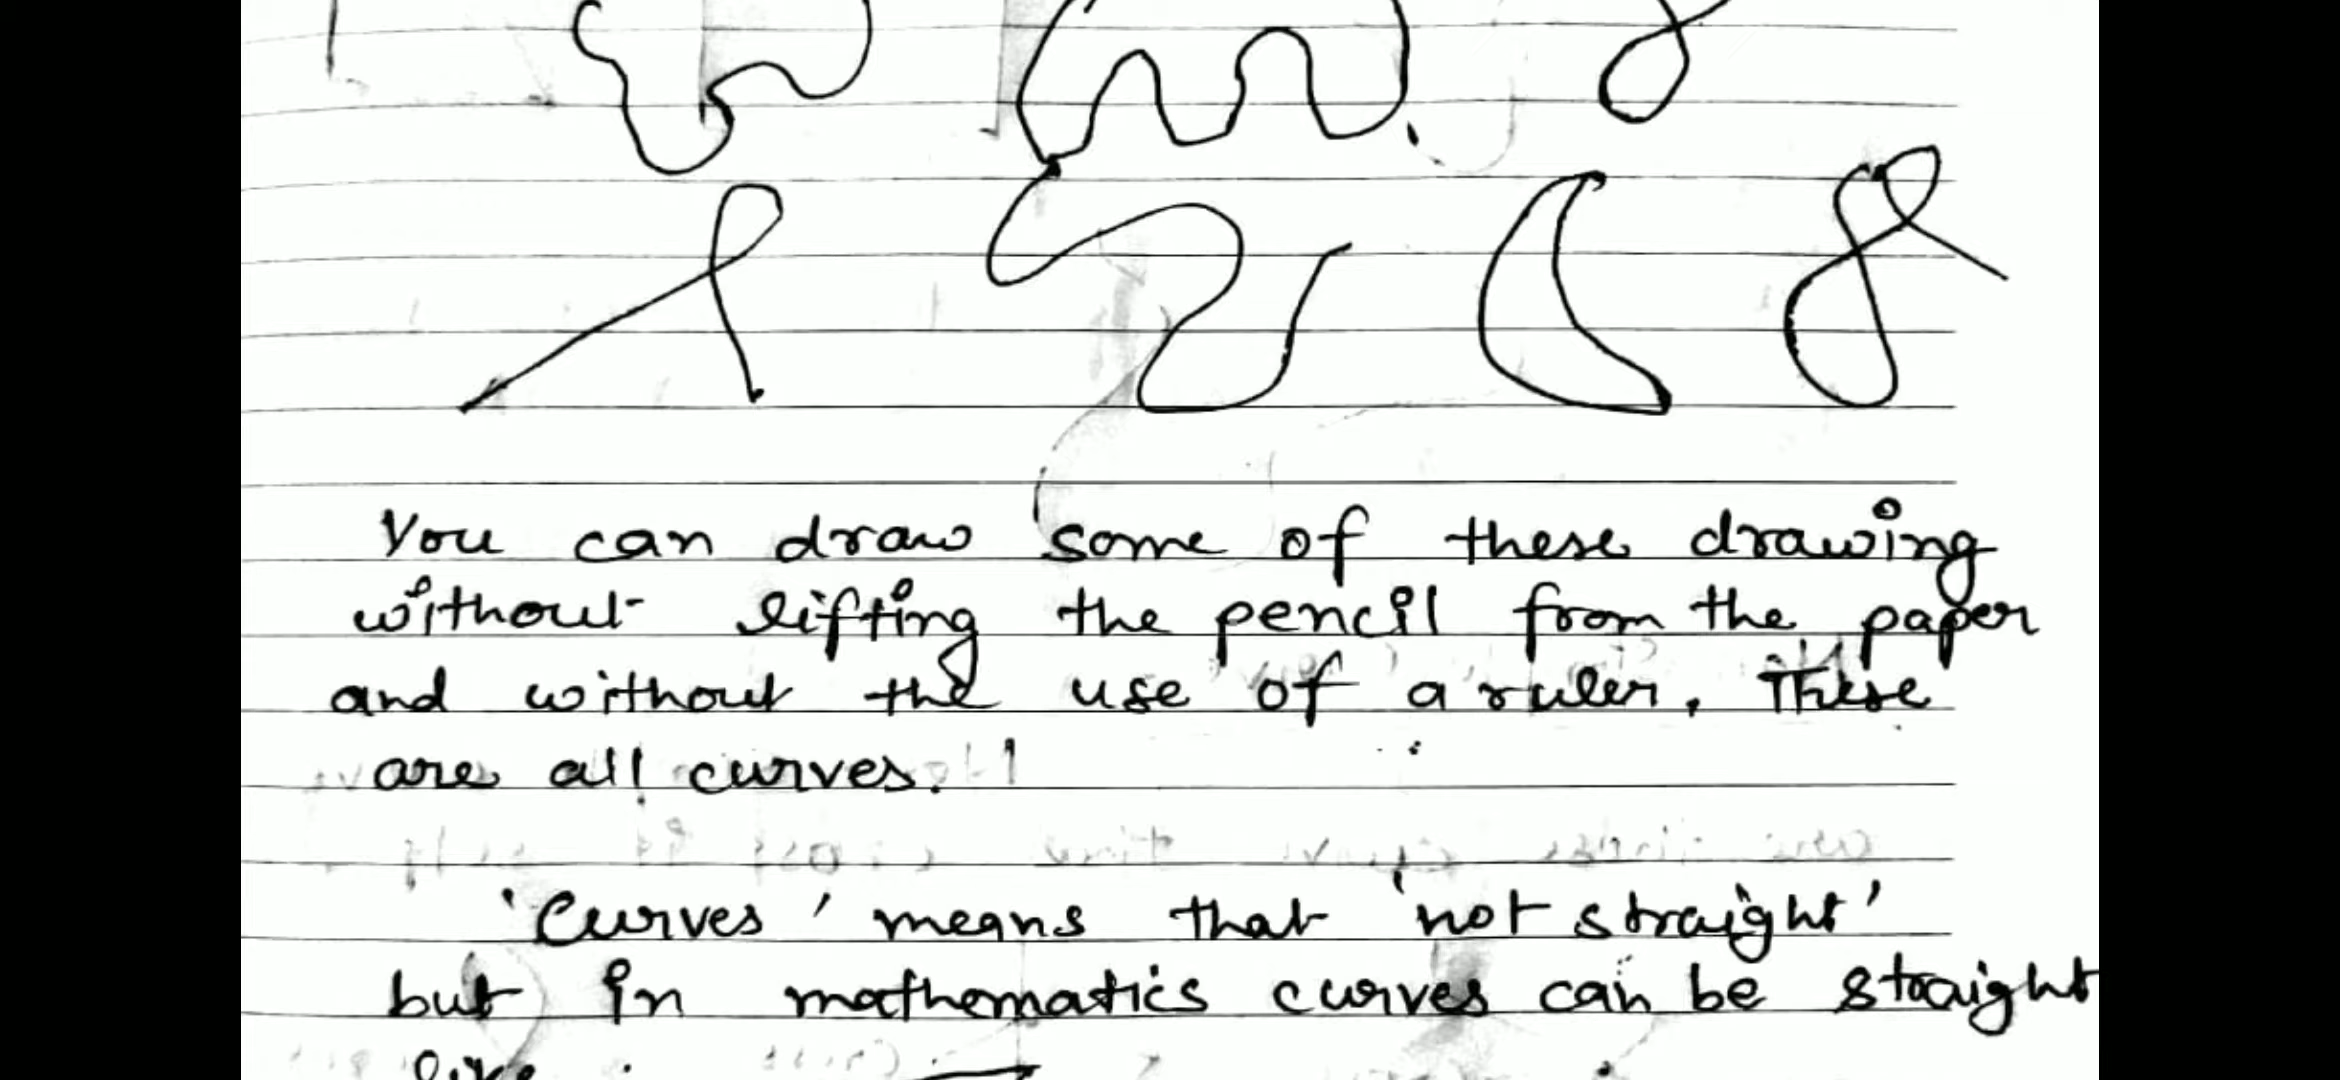 You can draw some of these drawing
without lifting the pencil from the paper
and without the use of a ruler. These
are all curves.
'Curves' means that 'not straight'
but in mathematics curves can be straight
like